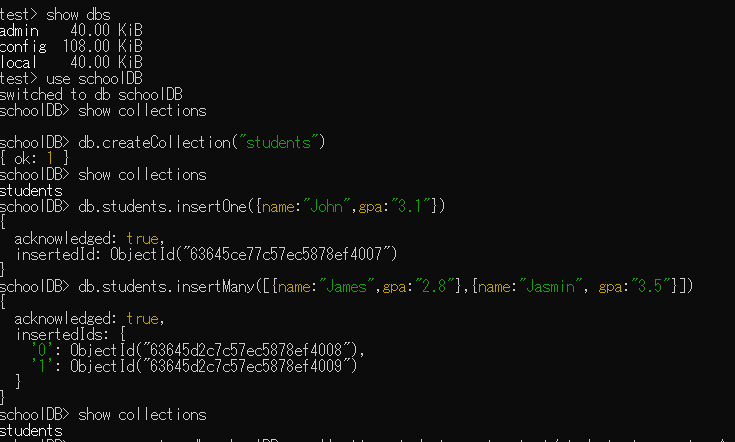 test> show dbs
admin    40.00 KiB
config  108.00 KiB
local    40.00 KiB
test> use schoolDB
switched to db schoolDB
schoolDB> show collections
schoolDB> db.createCollection("students")
{ ok: 1 }
schoolDB> show collections
students
schoolDB> db.students.insertOne({name:"John",gpa:"3.1"})
{
  acknowledged: true,
  insertedId: ObjectId("63645ce77c57ec5878ef4007")
}
schoolDB> db.students.insertMany([{name:"James",gpa:"2.8"},{name:"Jasmin", gpa:"3.5"}])
{
  acknowledged: true,
  insertedIds: {
    '0': ObjectId("63645d2c7c57ec5878ef4008"),
    '1': ObjectId("63645d2c7c57ec5878ef4009")
  }
}
schoolDB> show collections
students